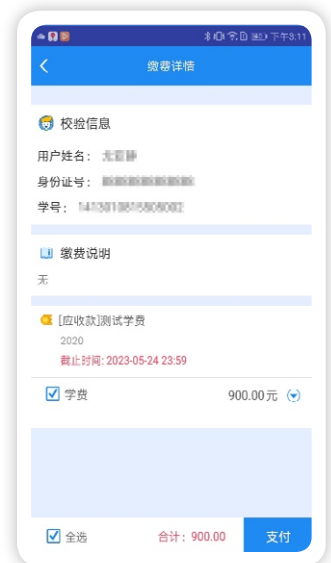 下午3:11
缴费详情
校验信息
用户姓名：
身份证号：
学号：
缴费说明
无
[应收款]测试学费
2020
截止时间: 2023-05-24 23:59
学费 900.00元
全选 合计：900.00 支付